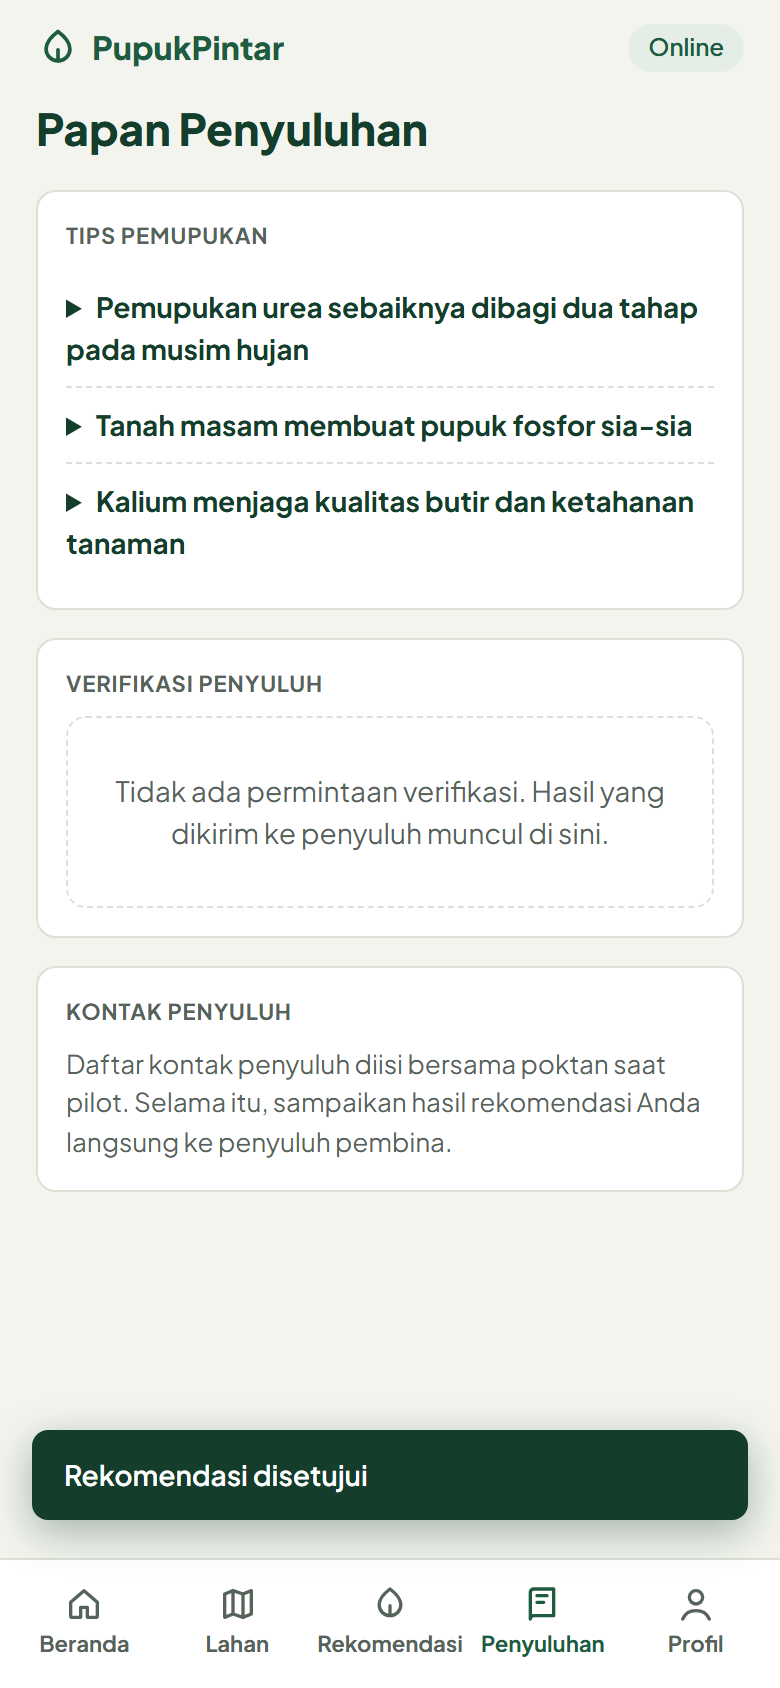 PupukPintar
Online
Papan Penyuluhan
TIPS PEMUPUKAN
Pemupukan urea sebaiknya dibagi dua tahap
pada musim hujan
Tanah masam membuat pupuk fosfor sia-sia
Kalium menjaga kualitas butir dan ketahanan
tanaman
VERIFIKASI PENYULUH
Tidak ada permintaan verifikasi. Hasil yang
dikirim ke penyuluh muncul di sini.
KONTAK PENYULUH
Daftar kontak penyuluh diisi bersama poktan saat
pilot. Selama itu, sampaikan hasil rekomendasi Anda
langsung ke penyuluh pembina.
Rekomendasi disetujui
Beranda
Lahan
Rekomendasi
Penyuluhan
Profil